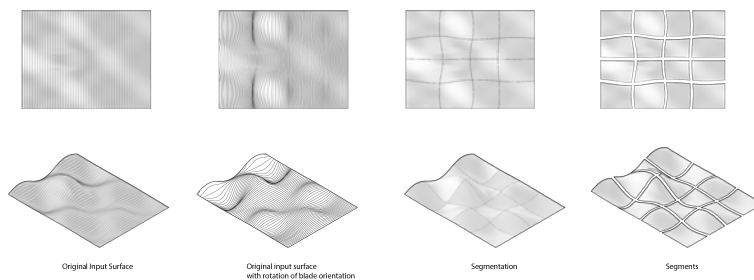 Original Input Surface
Original input surface
with rotation of blade orientation
Segmentation
Segments